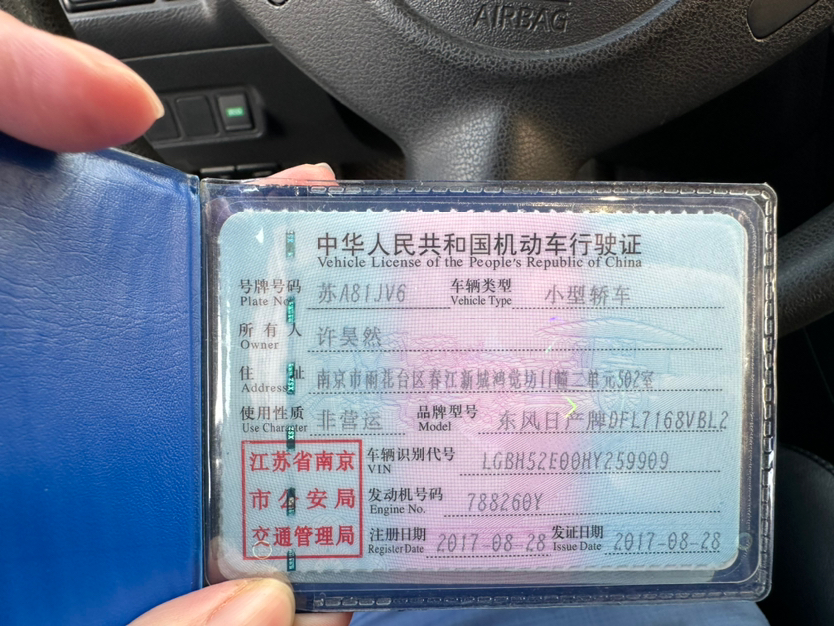 AIRBAG
中华人民共和国机动车行驶证
Vehicle License of the People's Republic of China
号牌号码 苏A81JV6 车辆类型 小型轿车
Plate No. Vehicle Type
所有人 许昊然
Owner
住址 南京市雨花台区春江新城鸿觉坊11幢二单元502室
Address
使用性质 非营运 品牌型号 东风日产牌DFL7168VBL2
Use Character Model
江苏省南京 车辆识别代号 LGBH52E00HY259909
VIN
市公安局 发动机号码 788260Y
Engine No.
交通管理局 注册日期 2017-08-28 发证日期 2017-08-28
Register Date Issue Date